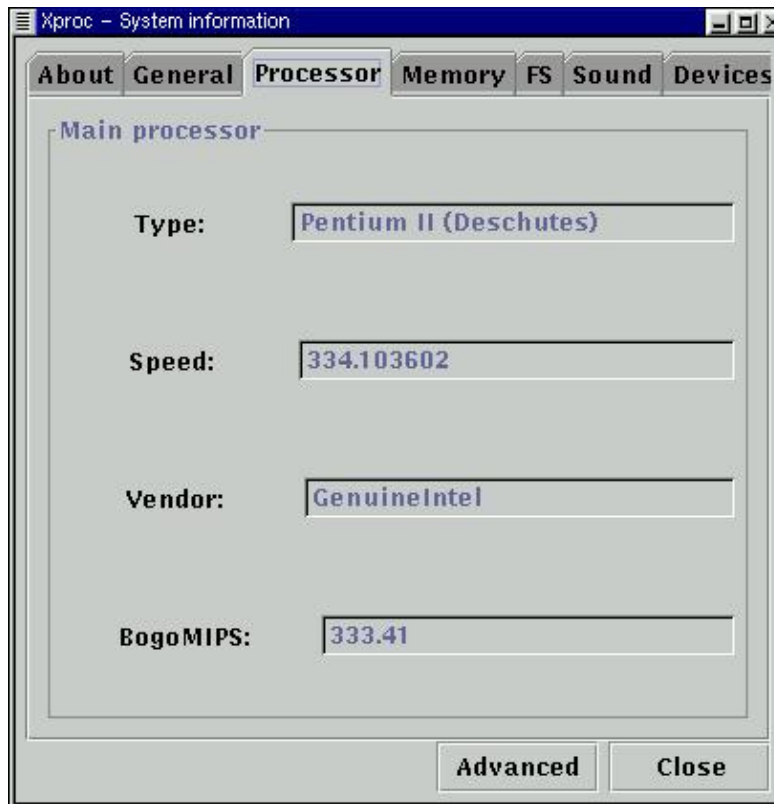 Xproc – System information
About General Processor Memory FS Sound Devices
Main processor
Type: Pentium II (Deschutes)
Speed: 334.103602
Vendor: GenuineIntel
BogoMIPS: 333.41
Advanced Close